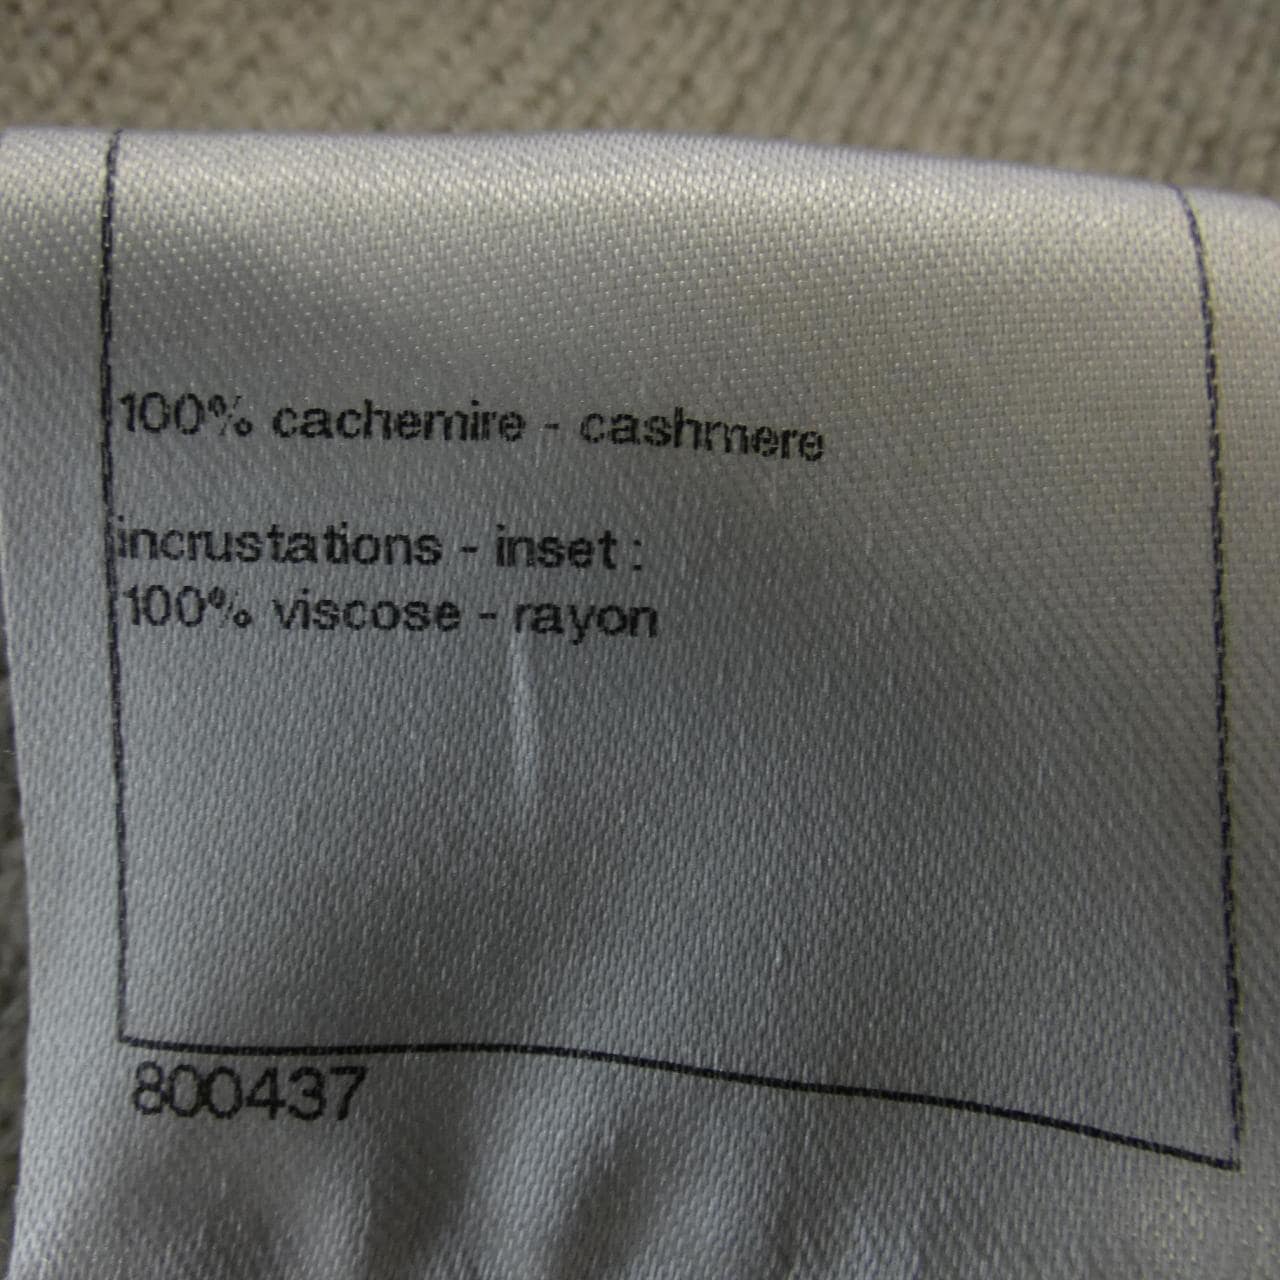 100% cachemire - cashmere
incrustations - inset :
100% viscose - rayon
800437